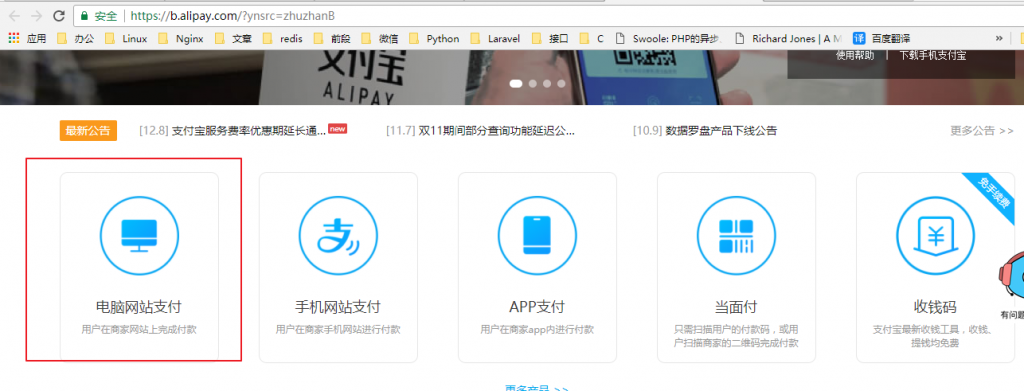 安全 | https://b.alipay.com/?ynsrc=zhuzhanB
应用 办公 Linux Nginx 文章 redis 前段 微信 Python Laravel 接口 C Swoole: PHP的异步、 Richard Jones | A M 译 百度翻译 »
支付宝
ALIPAY
使用帮助 | 下载手机支付宝
最新公告 [12.8] 支付宝服务费率优惠期延长通... new [11.7] 双11期间部分查询功能延迟公... [10.9] 数据罗盘产品下线公告 更多公告 >>
免手续费
支
电脑网站支付 手机网站支付 APP支付 当面付 收钱码
用户在商家网站上完成付款 用户在商家手机网站进行付款 用户在商家app内进行付款 只需扫描用户的付款码，或用 支付宝最新收钱工具，收钱、
户扫描商家的二维码完成付款 提钱均免费
有问题
更多产品 >>